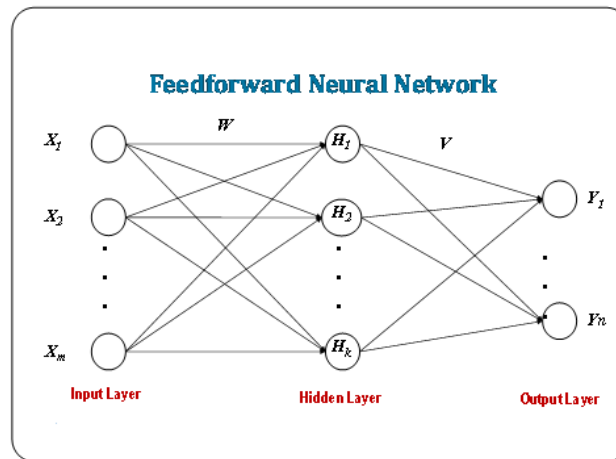 Feedforward Neural Network
W
V
X1
H1
X2
H2
Y1
Xm
Hk
Yn
Input Layer
Hidden Layer
Output Layer